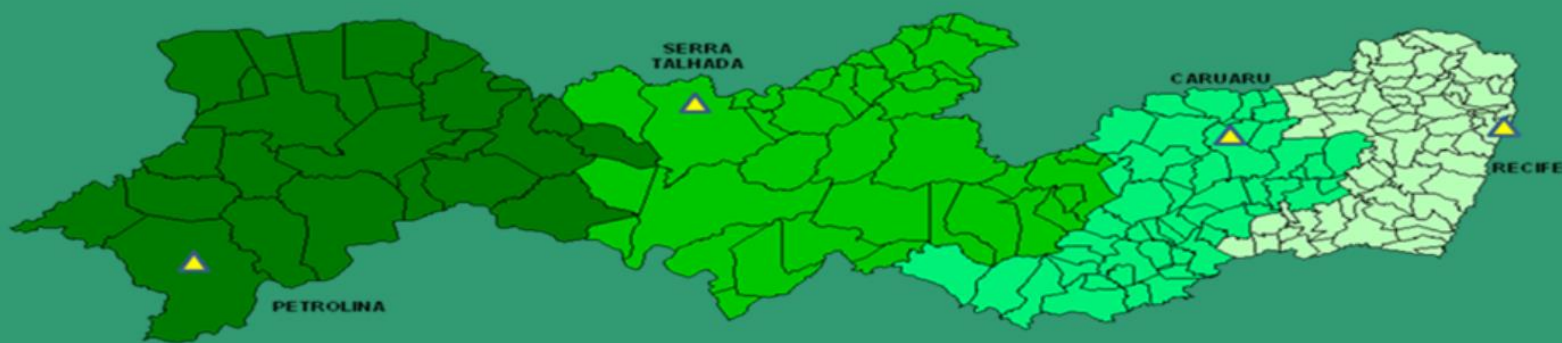 SERRA
TALHADA
CARUARU
RECIFE
PETROLINA